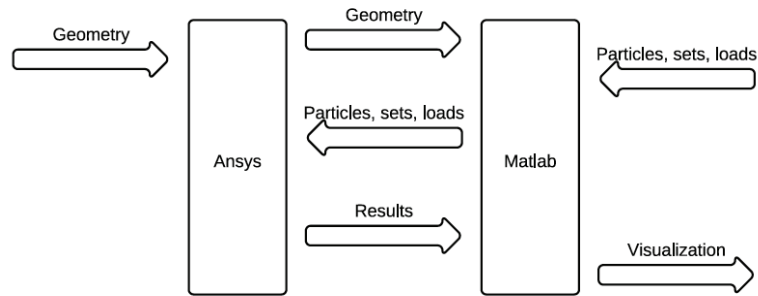 Geometry
Geometry
Particles, sets, loads
Particles, sets, loads
Ansys
Matlab
Results
Visualization